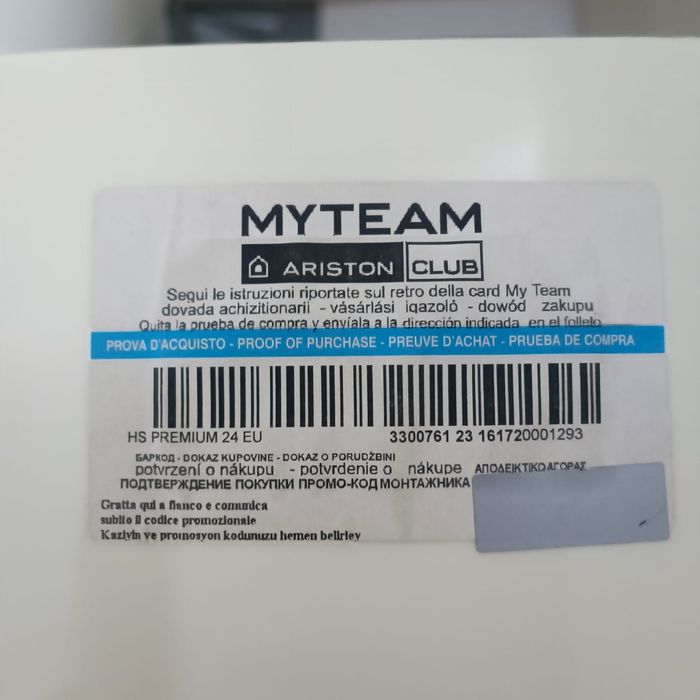 MYTEAM
ARISTON CLUB
Segui le istruzioni riportate sul retro della card My Team
dovada achizitionarii - vásárlási igazoló - dowód zakupu
Quita la prueba de compra y envíala a la dirección indicada en el folleto
PROVA D'ACQUISTO - PROOF OF PURCHASE - PREUVE D'ACHAT - PRUEBA DE COMPRA
HS PREMIUM 24 EU 3300761 23 161720001293
БАРКОД - DOKAZ KUPOVINE - DOKAZ O PORUDŽBINI
potvrzení o nákupu - potvrdenie o nákupe ΑΠΟΔΕΙΚΤΙΚΟ ΑΓΟΡΑΣ
ПОДТВЕРЖДЕНИЕ ПОКУПКИ ПРОМО-КОД МОНТАЖНИКА
Gratta qui a fianco e comunica
subito il codice promozionale
Kaziyin ve promosyon kodunuzu hemen belirley